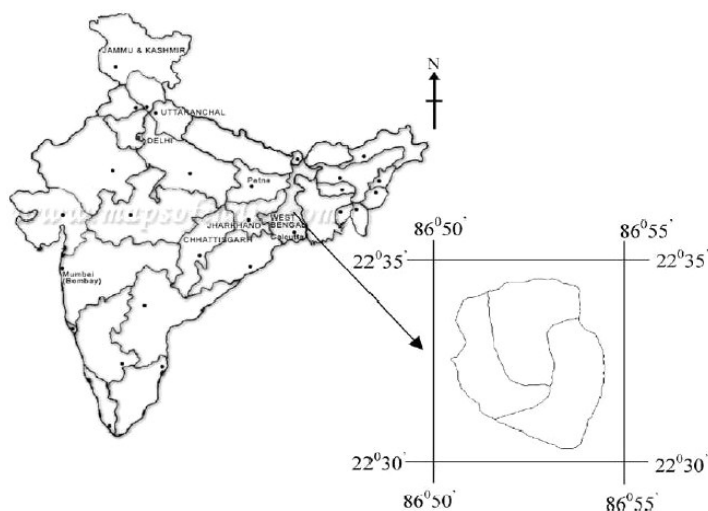 JAMMU & KASHMIR
N
UTTARANCHAL
DELHI
Patna
JHARKHAND
WEST
BENGAL
Calcutta
CHHATTISGARH
Mumbai
(Bombay)
86⁰50' 86⁰55'
22⁰35' 22⁰35'
22⁰30' 22⁰30'
86⁰50' 86⁰55'